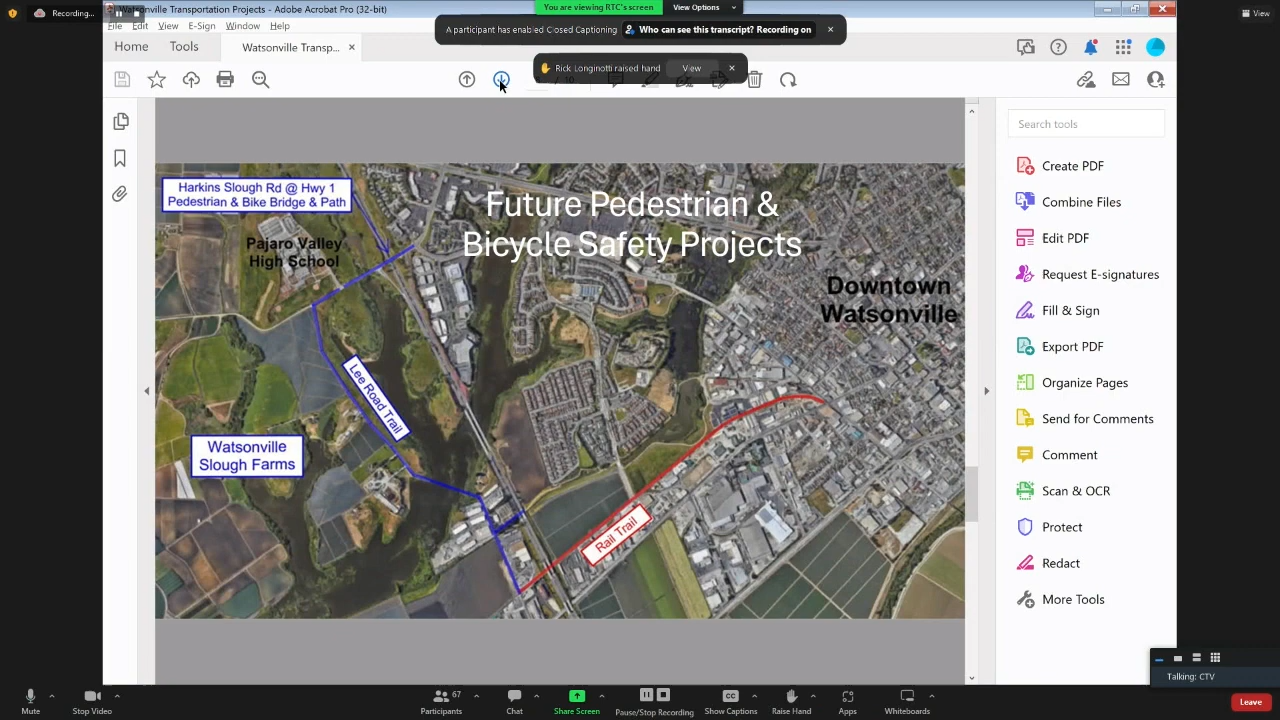 Recording...
Watsonville Transportation Projects - Adobe Acrobat Pro (32-bit)
You are viewing RTC's screen
View Options
View
File Edit View E-Sign Window Help
A participant has enabled Closed Captioning
Who can see this transcript? Recording on
Home
Tools
Watsonville Transp...
Rick Longinotti raised hand
View
10
Search tools
Create PDF
Combine Files
Edit PDF
Request E-signatures
Fill & Sign
Export PDF
Organize Pages
Send for Comments
Comment
Scan & OCR
Protect
Redact
More Tools
Harkins Slough Rd @ Hwy 1
Pedestrian & Bike Bridge & Path
Future Pedestrian &
Bicycle Safety Projects
Pajaro Valley
High School
Downtown
Watsonville
Lee Road Trail
Watsonville
Slough Farms
Rail Trail
Talking: CTV
Mute
Stop Video
Participants
67
Chat
Share Screen
Pause/Stop Recording
CC
Show Captions
Raise Hand
Apps
Whiteboards
Leave